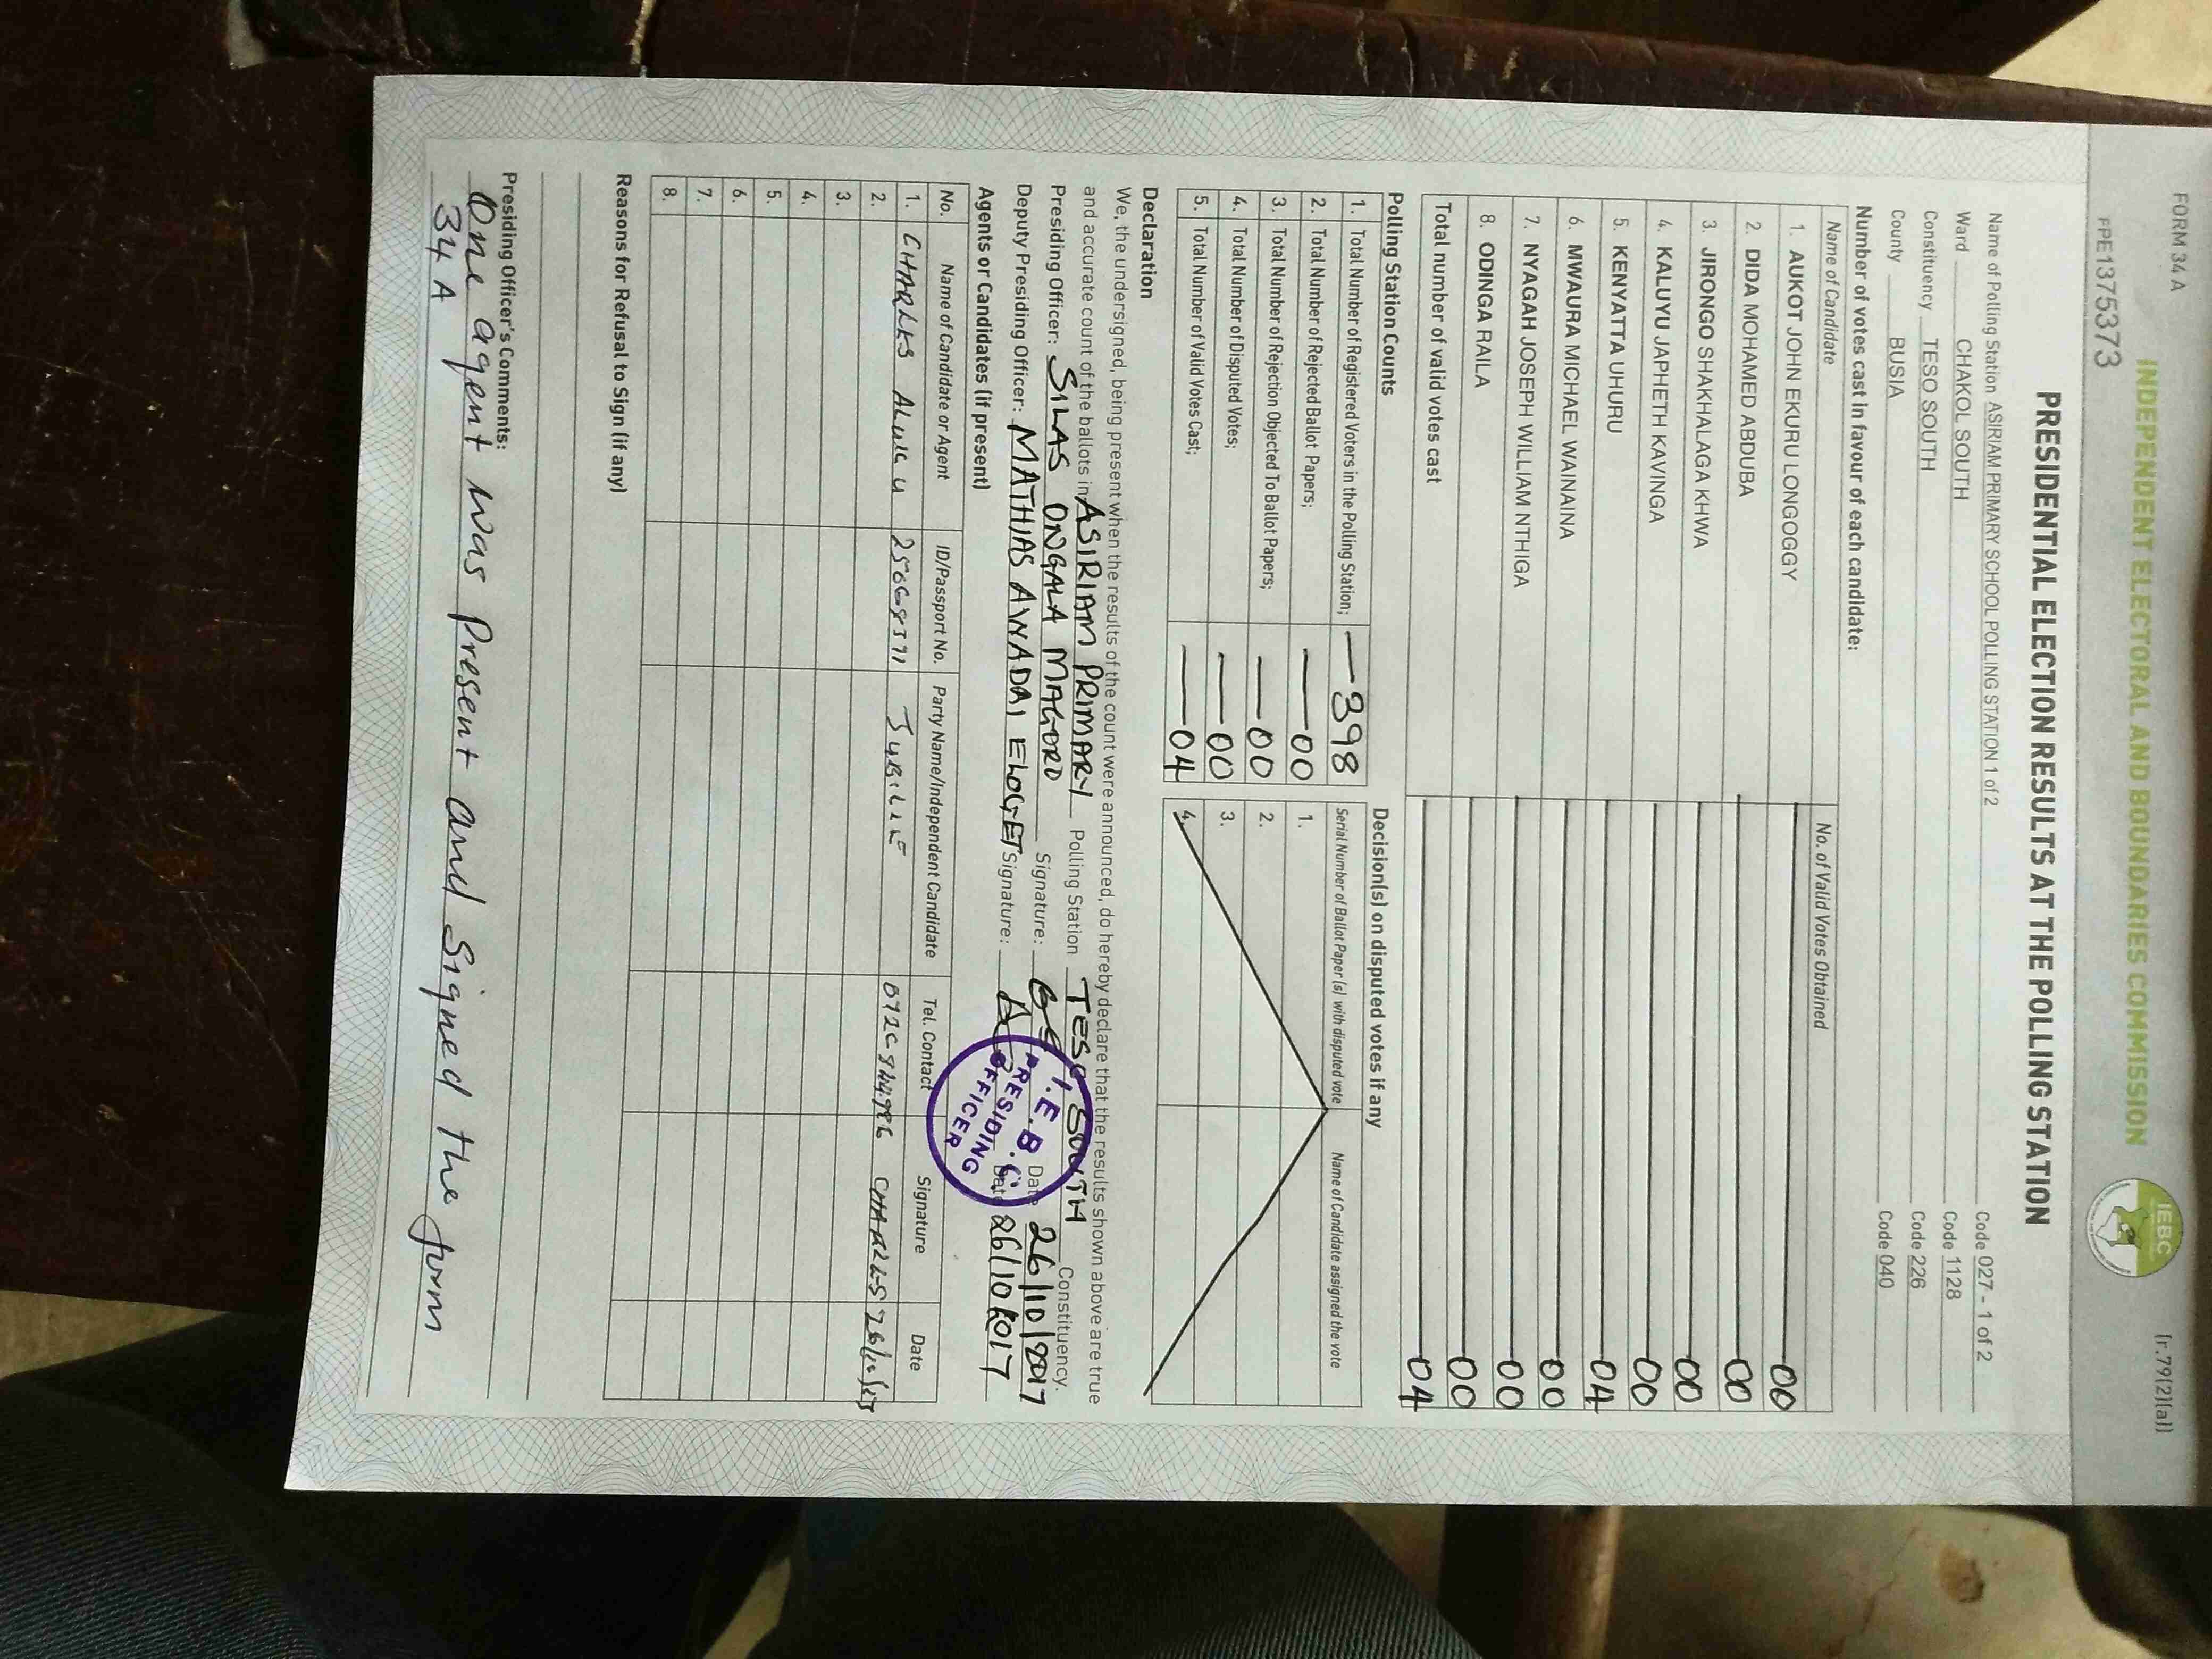 FORM 34 A
[r.79(2)(a)]
INDEPENDENT ELECTORAL AND BOUNDARIES COMMISSION
IEBC
PPE1375373
PRESIDENTIAL ELECTION RESULTS AT THE POLLING STATION
Name of Polling Station ASIRIAM PRIMARY SCHOOL POLLING STATION 1 of 2 Code 027 - 1 of 2
Ward CHAKOL SOUTH Code 1128
Constituency TESO SOUTH Code 226
County BUSIA Code 040
Number of votes cast in favour of each candidate:
Name of Candidate No. of Valid Votes Obtained
1. AUKOT JOHN EKURU LONGOGGY 00
2. DIDA MOHAMED ABDUBA 00
3. JIRONGO SHAKHALAGA KHWA 00
4. KALUYU JAPHETH KAVINGA 00
5. KENYATTA UHURU 04
6. MWAURA MICHAEL WAINAINA 00
7. NYAGAH JOSEPH WILLIAM NTHIGA 00
8. ODINGA RAILA 00
Total number of valid votes cast 04
Polling Station Counts
1. Total Number of Registered Voters in the Polling Station; 398
2. Total Number of Rejected Ballot Papers; 00
3. Total Number of Rejection Objected To Ballot Papers; 00
4. Total Number of Disputed Votes; 00
5. Total Number of Valid Votes Cast; 04
Decision(s) on disputed votes if any
Serial Number of Ballot Paper (s) with disputed vote Name of Candidate assigned the vote
1.
2.
3.
4.
Declaration
We, the undersigned, being present when the results of the count were announced, do hereby declare that the results shown above are true
and accurate count of the ballots in ASIRIAM PRIMARY Polling Station TESO SOUTH Constituency.
Presiding Officer: SILAS ONGALA MAGORO Signature: Date 26/10/2017
Deputy Presiding Officer: MATHIAS AWADAI Signature: Date 26/10/2017
I.E.B.C.
PRESIDING
OFFICER
Agents or Candidates (if present)
No. Name of Candidate or Agent ID/Passport No. Party Name/Independent Candidate Tel. Contact Signature Date
1. CHARLES JUBILEE CHARLES
2.
3.
4.
5.
6.
7.
8.
Reasons for Refusal to Sign (if any)
Presiding Officer's Comments:
One agent was Present and Signed the form
34 A